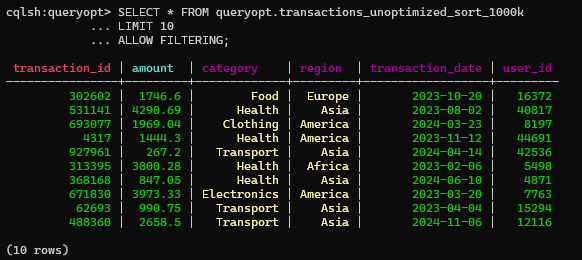 cqlsh:queryopt> SELECT * FROM queryopt.transactions_unoptimized_sort_1000k
... LIMIT 10
... ALLOW FILTERING;
transaction_id | amount | category | region | transaction_date | user_id
302602 | 1746.6 | Food | Europe | 2023-10-20 | 16372
531141 | 4290.69 | Health | Asia | 2023-08-02 | 40817
693077 | 1969.04 | Clothing | America | 2024-03-23 | 8197
4317 | 1444.3 | Health | America | 2023-11-12 | 44691
927961 | 267.2 | Transport | Asia | 2024-04-14 | 42536
313395 | 3800.28 | Health | Africa | 2023-02-06 | 5498
368168 | 847.05 | Health | Asia | 2024-06-10 | 4871
671830 | 3973.33 | Electronics | America | 2023-03-20 | 7763
62693 | 990.75 | Transport | Asia | 2023-04-04 | 15294
488360 | 2658.5 | Transport | Asia | 2024-11-06 | 12116
(10 rows)